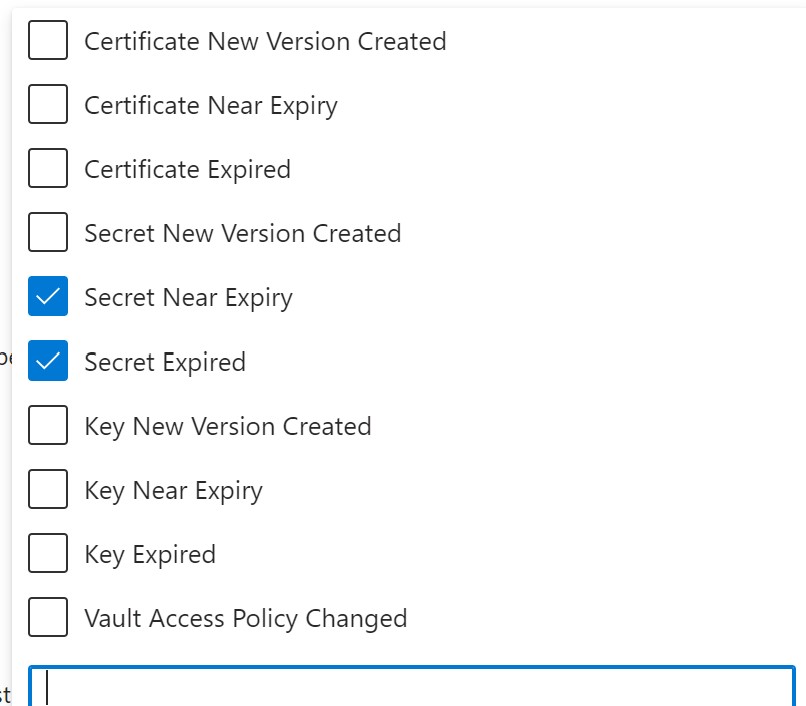 Certificate New Version Created
Certificate Near Expiry
Certificate Expired
Secret New Version Created
Secret Near Expiry
Secret Expired
Key New Version Created
Key Near Expiry
Key Expired
Vault Access Policy Changed
st